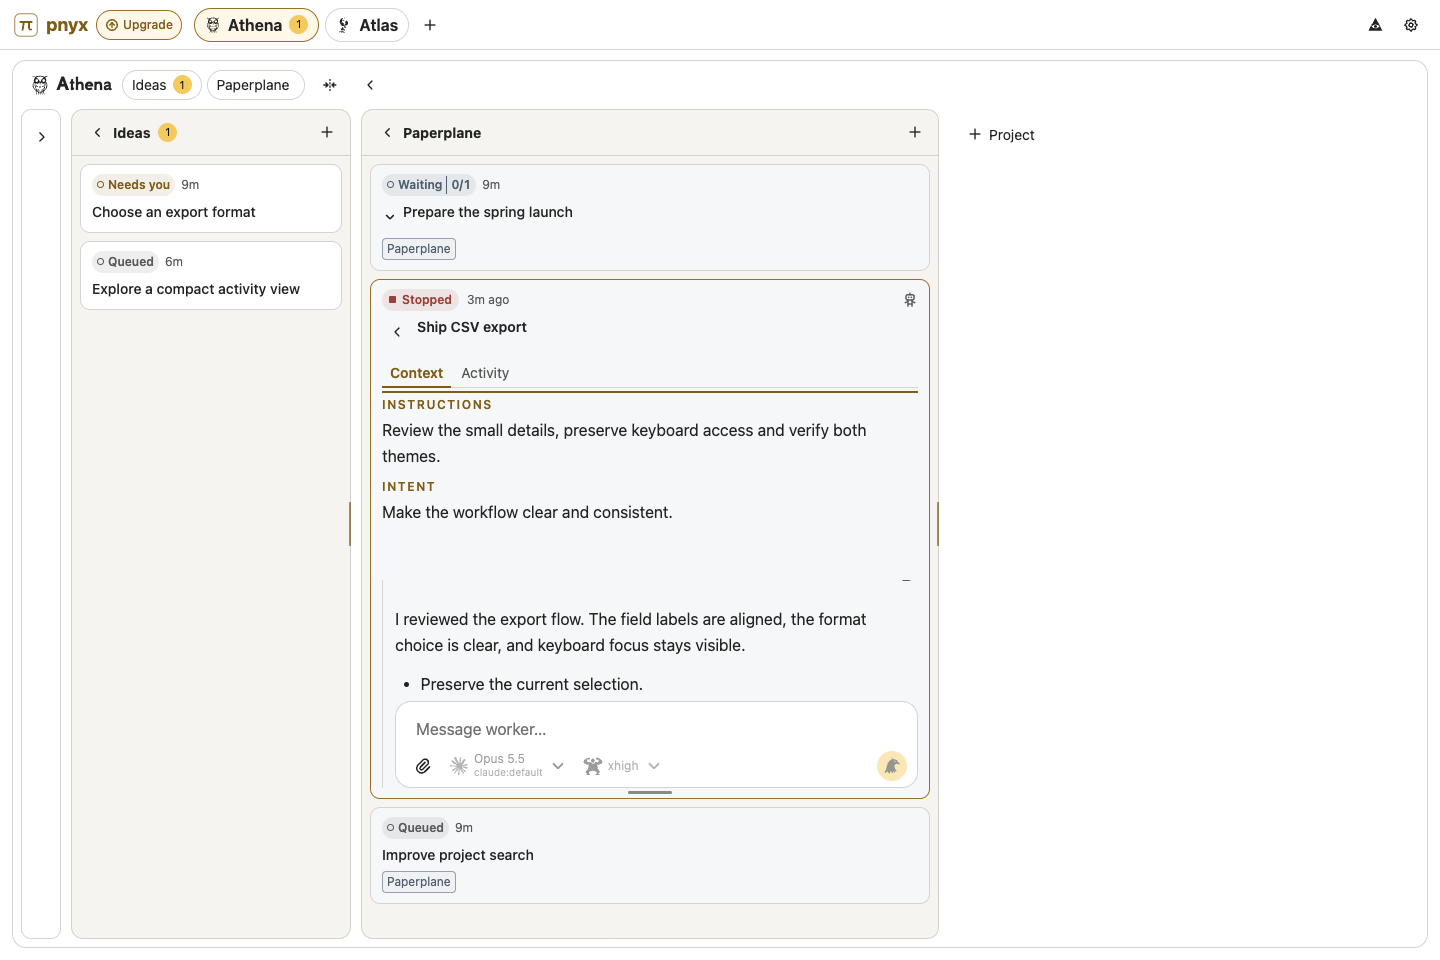 π pnyx Upgrade Athena 1 Atlas
Athena Ideas 1 Paperplane
Ideas 1
Needs you 9m
Choose an export format
Queued 6m
Explore a compact activity view
Paperplane
Waiting 0/1 9m
Prepare the spring launch
Paperplane
Stopped 3m ago
Ship CSV export
Context Activity
INSTRUCTIONS
Review the small details, preserve keyboard access and verify both
themes.
INTENT
Make the workflow clear and consistent.
I reviewed the export flow. The field labels are aligned, the format
choice is clear, and keyboard focus stays visible.
• Preserve the current selection.
Message worker...
Opus 5.5
claude:default
xhigh
Queued 9m
Improve project search
Paperplane
Project